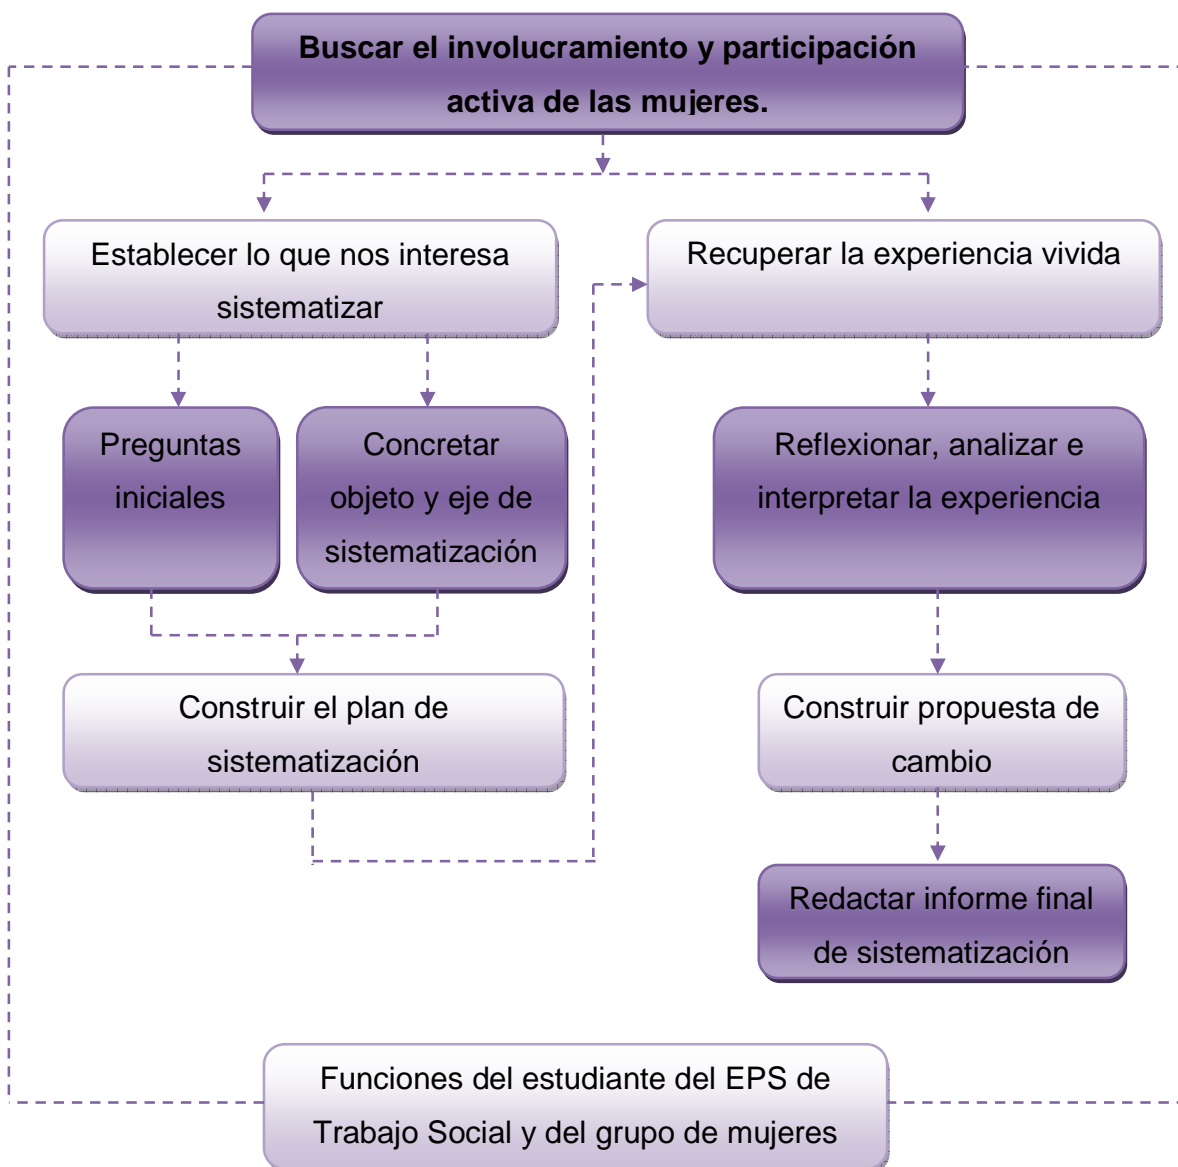 Buscar el involucramiento y participación
activa de las mujeres.
Establecer lo que nos interesa
sistematizar
Recuperar la experiencia vivida
Preguntas
iniciales
Concretar
objeto y eje de
sistematización
Reflexionar, analizar e
interpretar la experiencia
Construir el plan de
sistematización
Construir propuesta de
cambio
Redactar informe final
de sistematización
Funciones del estudiante del EPS de
Trabajo Social y del grupo de mujeres